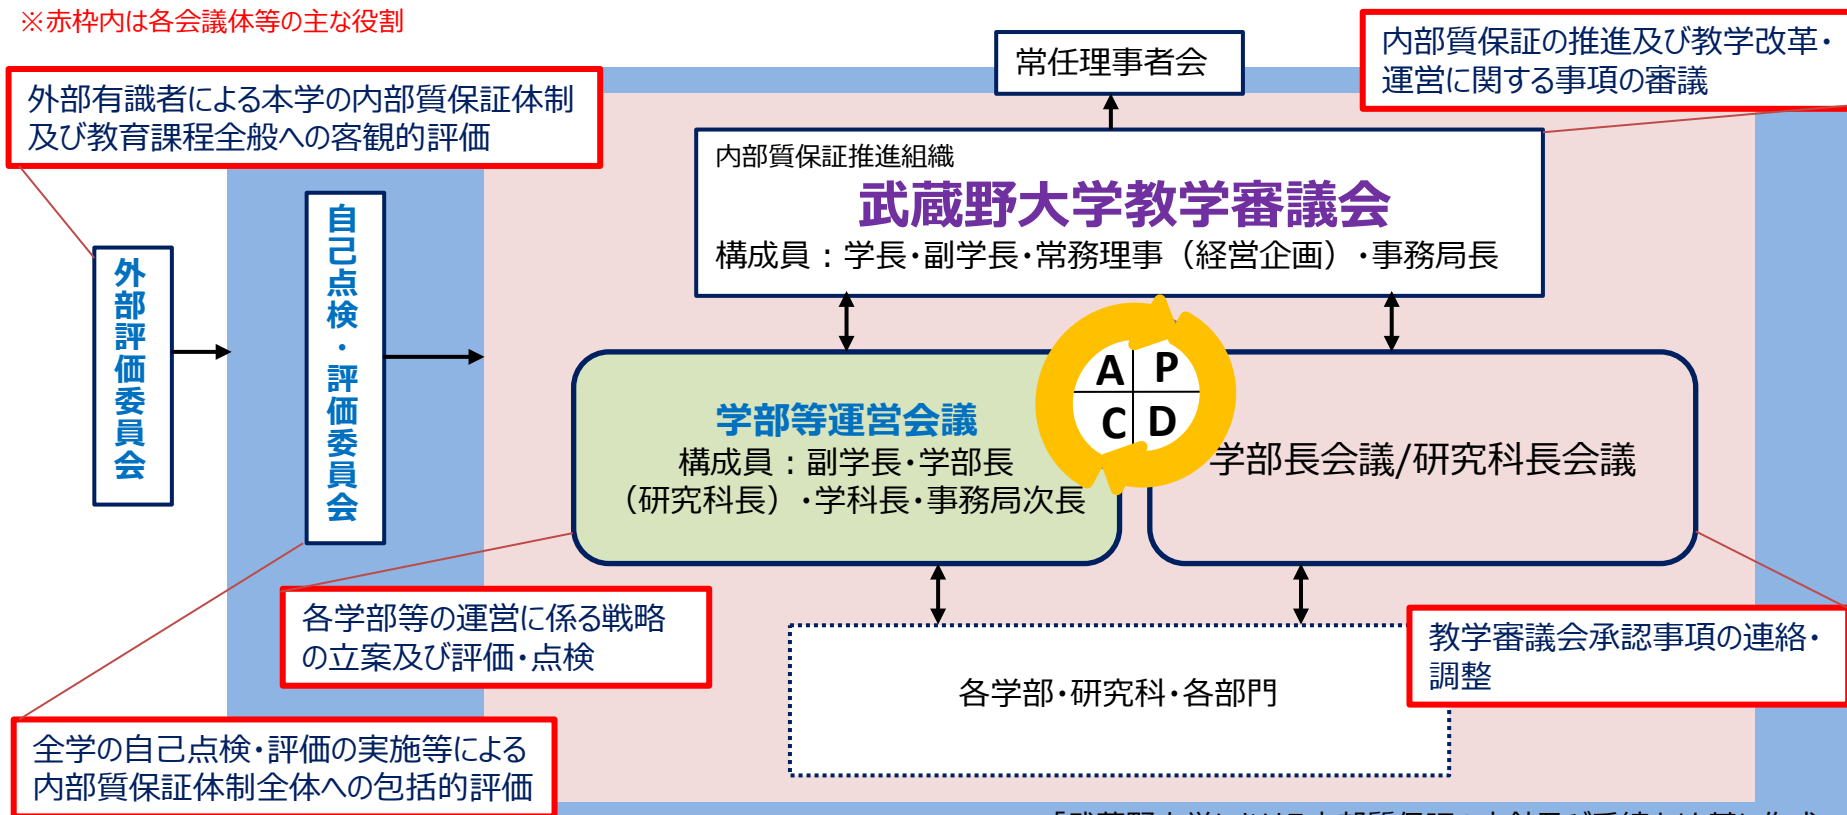 ※赤枠内は各会議体等の主な役割
外部有識者による本学の内部質保証体制
及び教育課程全般への客観的評価
常任理事者会
内部質保証の推進及び教学改革・
運営に関する事項の審議
内部質保証推進組織
武蔵野大学教学審議会
構成員：学長・副学長・常務理事（経営企画）・事務局長
外部評価委員会
自己点検・評価委員会
A P
C D
学部等運営会議
構成員：副学長・学部長
（研究科長）・学科長・事務局次長
学部長会議/研究科長会議
各学部等の運営に係る戦略
の立案及び評価・点検
教学審議会承認事項の連絡・
調整
各学部・研究科・各部門
全学の自己点検・評価の実施等による
内部質保証体制全体への包括的評価